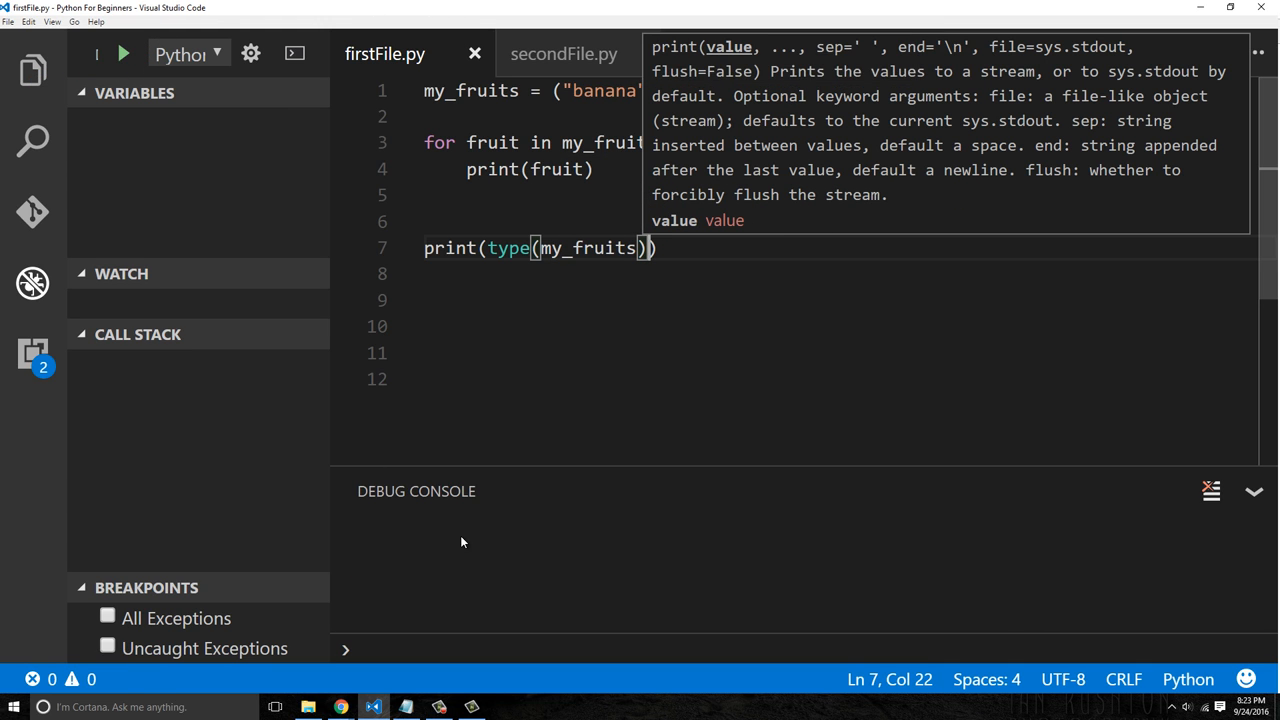 firstFile.py - Python For Beginners - Visual Studio Code
File Edit View Go Help
Pytho
firstFile.py
secondFile.py
VARIABLES
WATCH
CALL STACK
2
BREAKPOINTS
All Exceptions
Uncaught Exceptions
1 my_fruits = ("banana"
2
3 for fruit in my_fruit
4 print(fruit)
5
6
7 print(type(my_fruits))
8
9
10
11
12
print(value, ..., sep=' ', end='\n', file=sys.stdout,
flush=False) Prints the values to a stream, or to sys.stdout by
default. Optional keyword arguments: file: a file-like object
(stream); defaults to the current sys.stdout. sep: string
inserted between values, default a space. end: string appended
after the last value, default a newline. flush: whether to
forcibly flush the stream.
value value
DEBUG CONSOLE
0 0
Ln 7, Col 22 Spaces: 4 UTF-8 CRLF Python
I'm Cortana. Ask me anything.
8:23 PM
9/24/2016